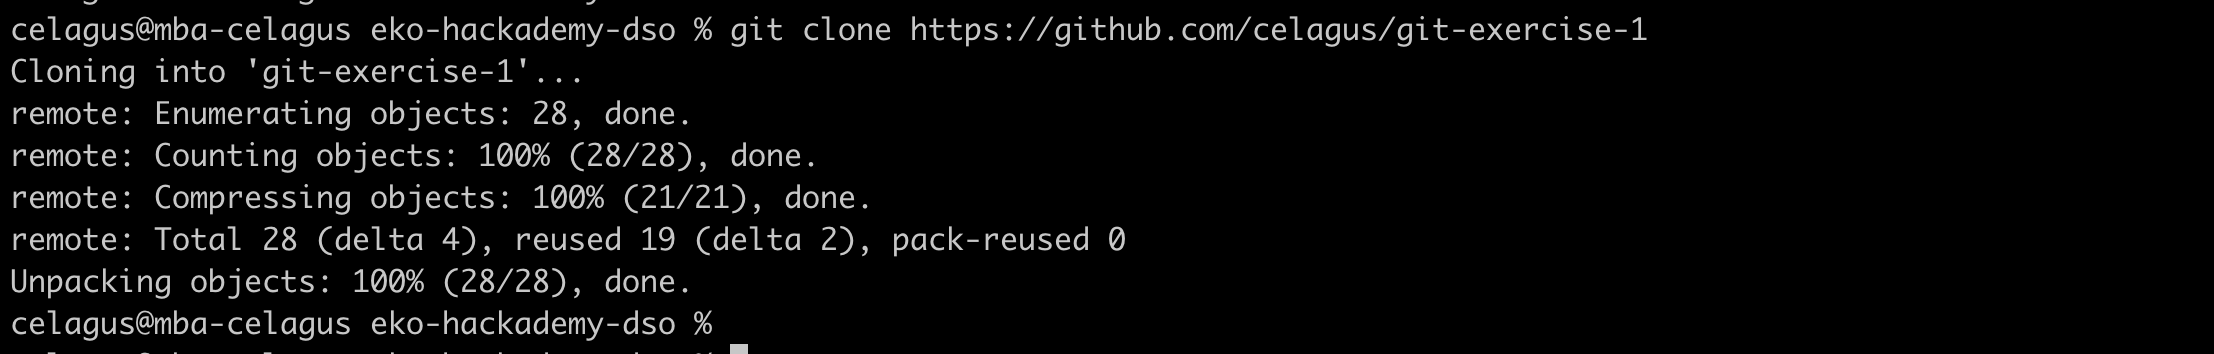 celagus@mba-celagus eko-hackademy-dso % git clone https://github.com/celagus/git-exercise-1
Cloning into 'git-exercise-1'...
remote: Enumerating objects: 28, done.
remote: Counting objects: 100% (28/28), done.
remote: Compressing objects: 100% (21/21), done.
remote: Total 28 (delta 4), reused 19 (delta 2), pack-reused 0
Unpacking objects: 100% (28/28), done.
celagus@mba-celagus eko-hackademy-dso %